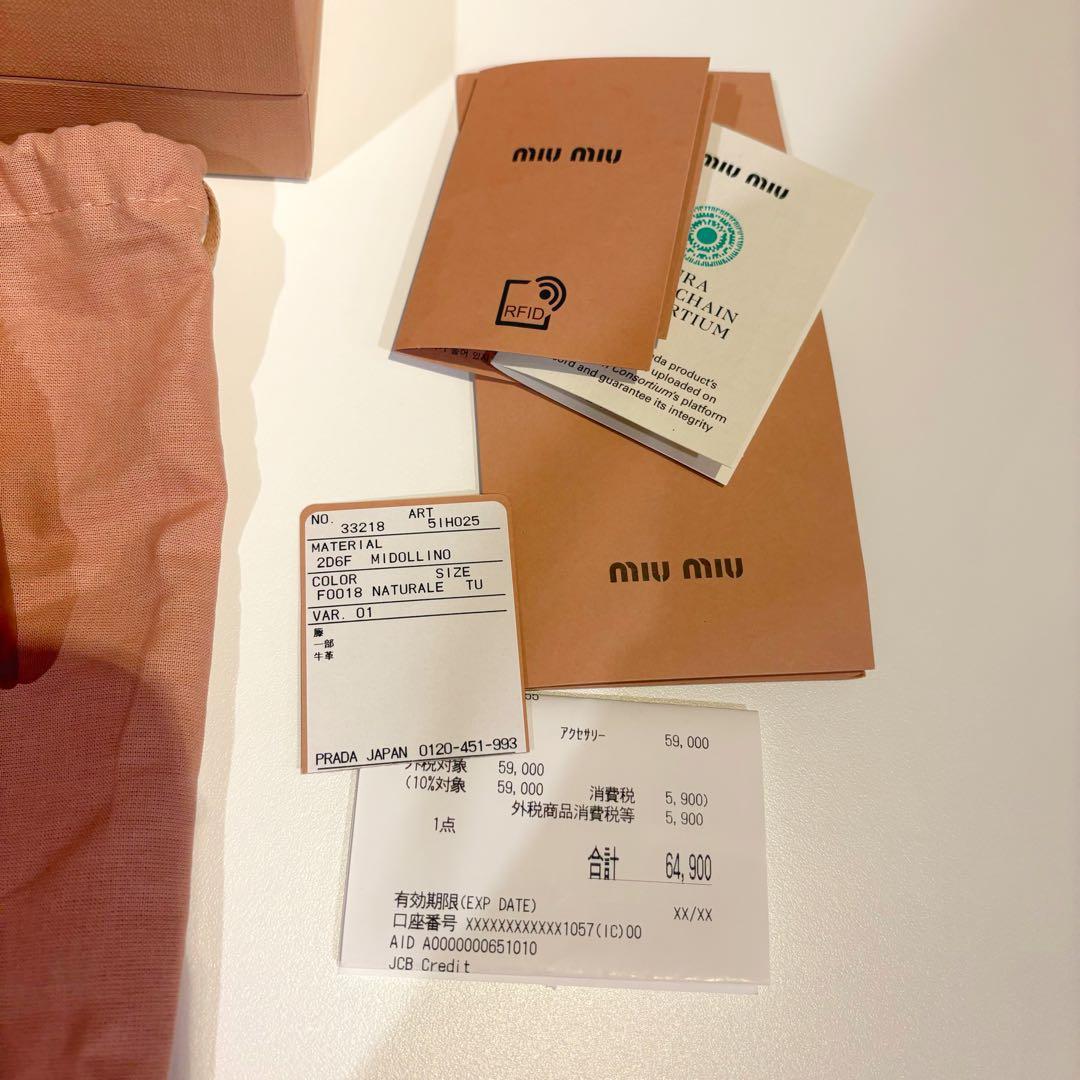 miu miu
RFID
miu miu
CHAIN
da product's
uploaded on
Consortium's platform
and guarantee its integrity
miu miu
NO. 33218 ART 5IH025
MATERIAL
2D6F MIDOLLINO
COLOR SIZE
F0018 NATURALE TU
VAR. 01
籐
一部
牛革
PRADA JAPAN 0120-451-993
アクセサリー 59,000
外税対象 59,000
(10%対象 59,000 消費税 5,900)
外税商品消費税等 5,900
1点
合計 64,900
有効期限(EXP DATE) XX/XX
口座番号 XXXXXXXXXXXX1057(IC)00
AID A0000000651010
JCB Credit